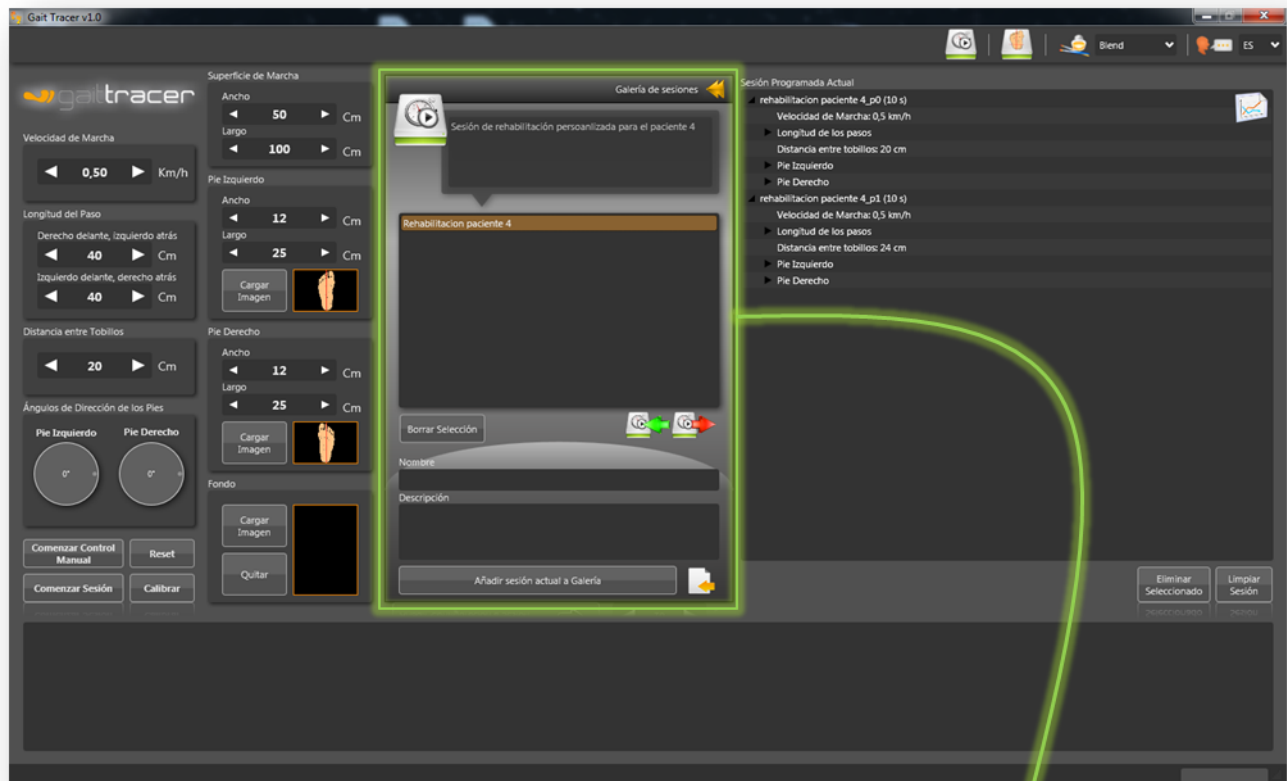 Gait Tracer v1.0
Blend
ES
gaittracer
Velocidad de Marcha
0,50 Km/h
Longitud del Paso
Derecho delante, izquierdo atrás
40 Cm
Izquierdo delante, derecho atrás
40 Cm
Distancia entre Tobillos
20 Cm
Ángulos de Dirección de los Pies
Pie Izquierdo Pie Derecho
0° 0°
Comenzar Control
Manual
Reset
Comenzar Sesión
Calibrar
Superficie de Marcha
Ancho
50 Cm
Largo
100 Cm
Pie Izquierdo
Ancho
12 Cm
Largo
25 Cm
Cargar
Imagen
Pie Derecho
Ancho
12 Cm
Largo
25 Cm
Cargar
Imagen
Fondo
Cargar
Imagen
Quitar
Galería de sesiones
Sesión de rehabilitación persoanlizada para el paciente 4
Rehabilitacion paciente 4
Borrar Selección
Nombre
Descripción
Añadir sesión actual a Galería
Sesión Programada Actual
rehabilitacion paciente 4_p0 (10 s)
Velocidad de Marcha: 0,5 km/h
Longitud de los pasos
Distancia entre tobillos: 20 cm
Pie Izquierdo
Pie Derecho
rehabilitacion paciente 4_p1 (10 s)
Velocidad de Marcha: 0,5 km/h
Longitud de los pasos
Distancia entre tobillos: 24 cm
Pie Izquierdo
Pie Derecho
Eliminar
Seleccionado
Limpiar
Sesión